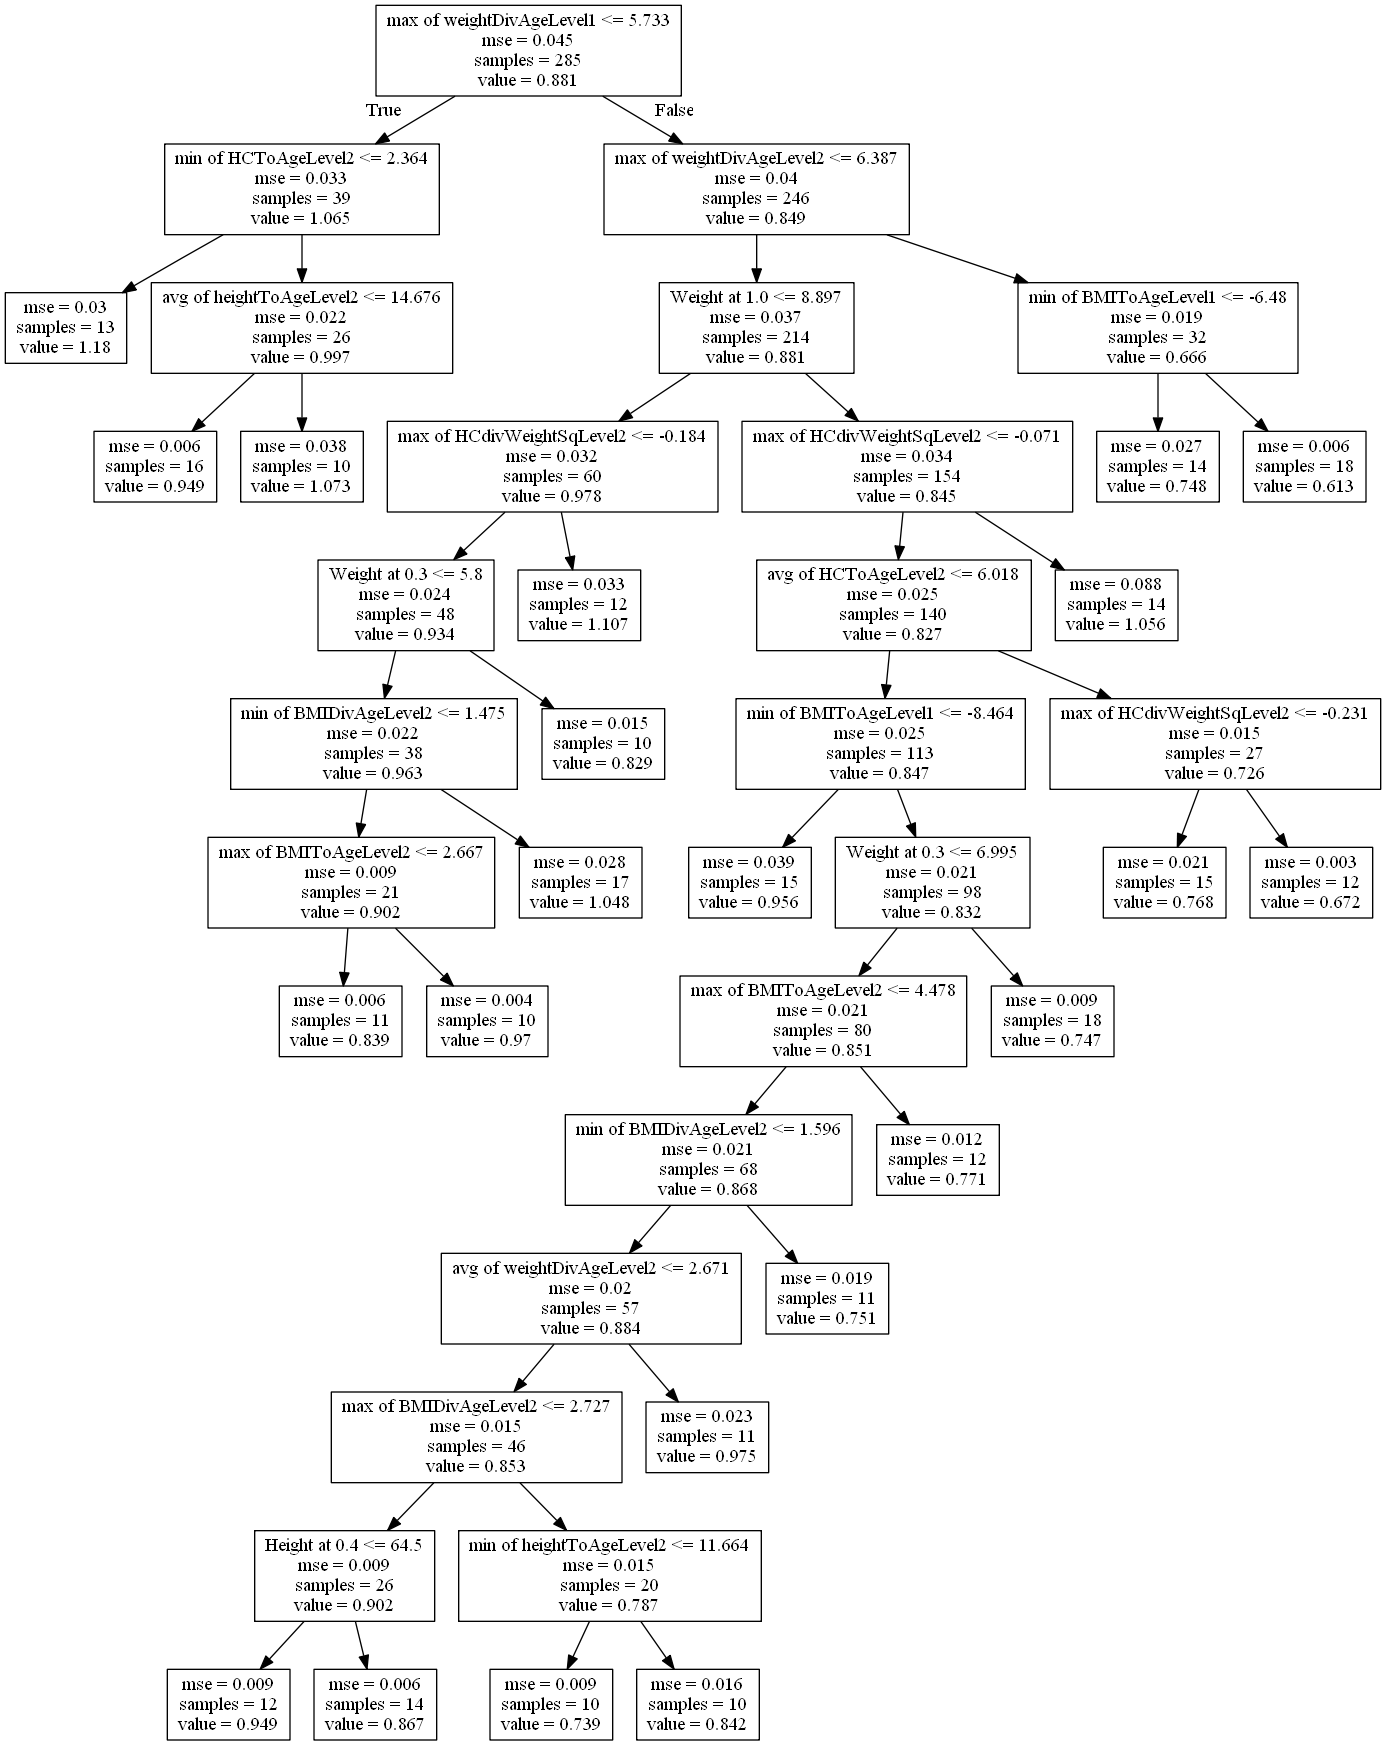 max of weightDivAgeLevel1 <= 5.733
mse = 0.045
samples = 285
value = 0.881
True
False
min of HCToAgeLevel2 <= 2.364
mse = 0.033
samples = 39
value = 1.065
max of weightDivAgeLevel2 <= 6.387
mse = 0.04
samples = 246
value = 0.849
mse = 0.03
samples = 13
value = 1.18
avg of heightToAgeLevel2 <= 14.676
mse = 0.022
samples = 26
value = 0.997
Weight at 1.0 <= 8.897
mse = 0.037
samples = 214
value = 0.881
min of BMIToAgeLevel1 <= -6.48
mse = 0.019
samples = 32
value = 0.666
mse = 0.006
samples = 16
value = 0.949
mse = 0.038
samples = 10
value = 1.073
max of HCdivWeightSqLevel2 <= -0.184
mse = 0.032
samples = 60
value = 0.978
max of HCdivWeightSqLevel2 <= -0.071
mse = 0.034
samples = 154
value = 0.845
mse = 0.027
samples = 14
value = 0.748
mse = 0.006
samples = 18
value = 0.613
Weight at 0.3 <= 5.8
mse = 0.024
samples = 48
value = 0.934
mse = 0.033
samples = 12
value = 1.107
avg of HCToAgeLevel2 <= 6.018
mse = 0.025
samples = 140
value = 0.827
mse = 0.088
samples = 14
value = 1.056
min of BMIDivAgeLevel2 <= 1.475
mse = 0.022
samples = 38
value = 0.963
mse = 0.015
samples = 10
value = 0.829
min of BMIToAgeLevel1 <= -8.464
mse = 0.025
samples = 113
value = 0.847
max of HCdivWeightSqLevel2 <= -0.231
mse = 0.015
samples = 27
value = 0.726
max of BMIToAgeLevel2 <= 2.667
mse = 0.009
samples = 21
value = 0.902
mse = 0.028
samples = 17
value = 1.048
mse = 0.039
samples = 15
value = 0.956
Weight at 0.3 <= 6.995
mse = 0.021
samples = 98
value = 0.832
mse = 0.021
samples = 15
value = 0.768
mse = 0.003
samples = 12
value = 0.672
mse = 0.006
samples = 11
value = 0.839
mse = 0.004
samples = 10
value = 0.97
max of BMIToAgeLevel2 <= 4.478
mse = 0.021
samples = 80
value = 0.851
mse = 0.009
samples = 18
value = 0.747
min of BMIDivAgeLevel2 <= 1.596
mse = 0.021
samples = 68
value = 0.868
mse = 0.012
samples = 12
value = 0.771
avg of weightDivAgeLevel2 <= 2.671
mse = 0.02
samples = 57
value = 0.884
mse = 0.019
samples = 11
value = 0.751
max of BMIDivAgeLevel2 <= 2.727
mse = 0.015
samples = 46
value = 0.853
mse = 0.023
samples = 11
value = 0.975
Height at 0.4 <= 64.5
mse = 0.009
samples = 26
value = 0.902
min of heightToAgeLevel2 <= 11.664
mse = 0.015
samples = 20
value = 0.787
mse = 0.009
samples = 12
value = 0.949
mse = 0.006
samples = 14
value = 0.867
mse = 0.009
samples = 10
value = 0.739
mse = 0.016
samples = 10
value = 0.842